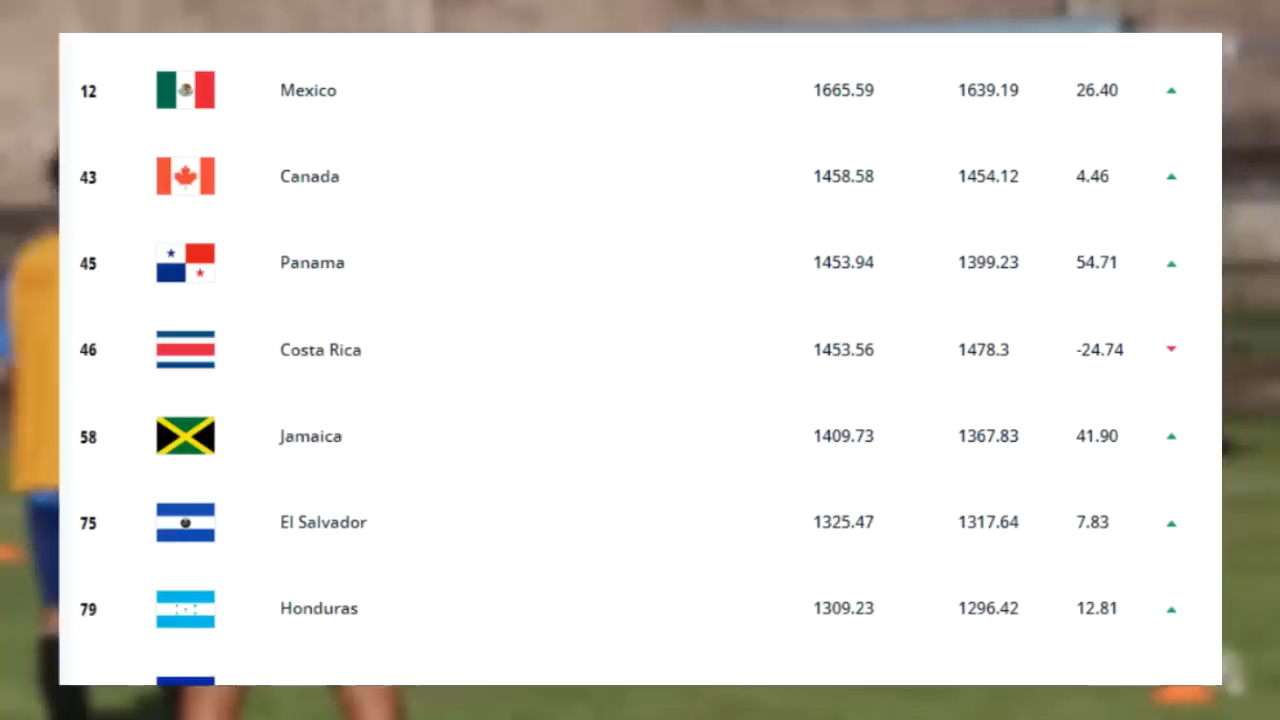 12 Mexico 1665.59 1639.19 26.40
43 Canada 1458.58 1454.12 4.46
45 Panama 1453.94 1399.23 54.71
46 Costa Rica 1453.56 1478.3 -24.74
58 Jamaica 1409.73 1367.83 41.90
75 El Salvador 1325.47 1317.64 7.83
79 Honduras 1309.23 1296.42 12.81